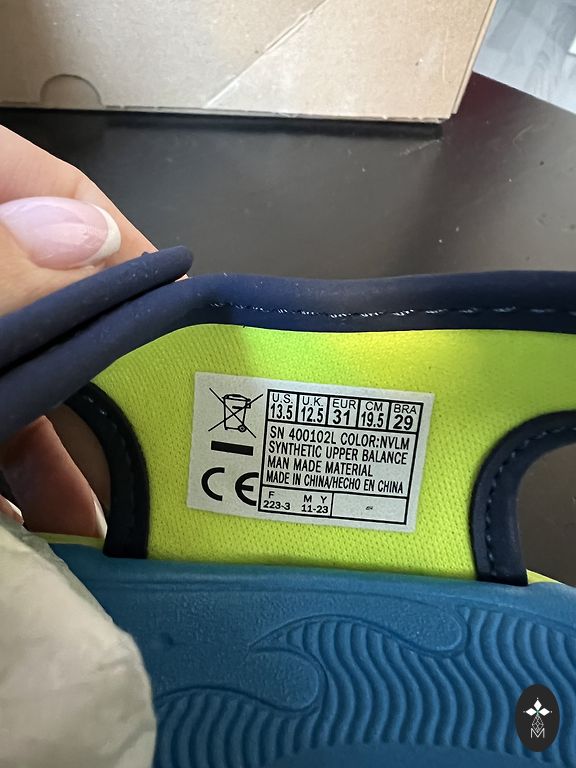 U.S. U.K. EUR CM BRA
13.5 12.5 31 19.5 29
SN 400102L COLOR:NVLM
SYNTHETIC UPPER BALANCE
MAN MADE MATERIAL
MADE IN CHINA/HECHO EN CHINA
CE
F M Y
223-3 11-23
M